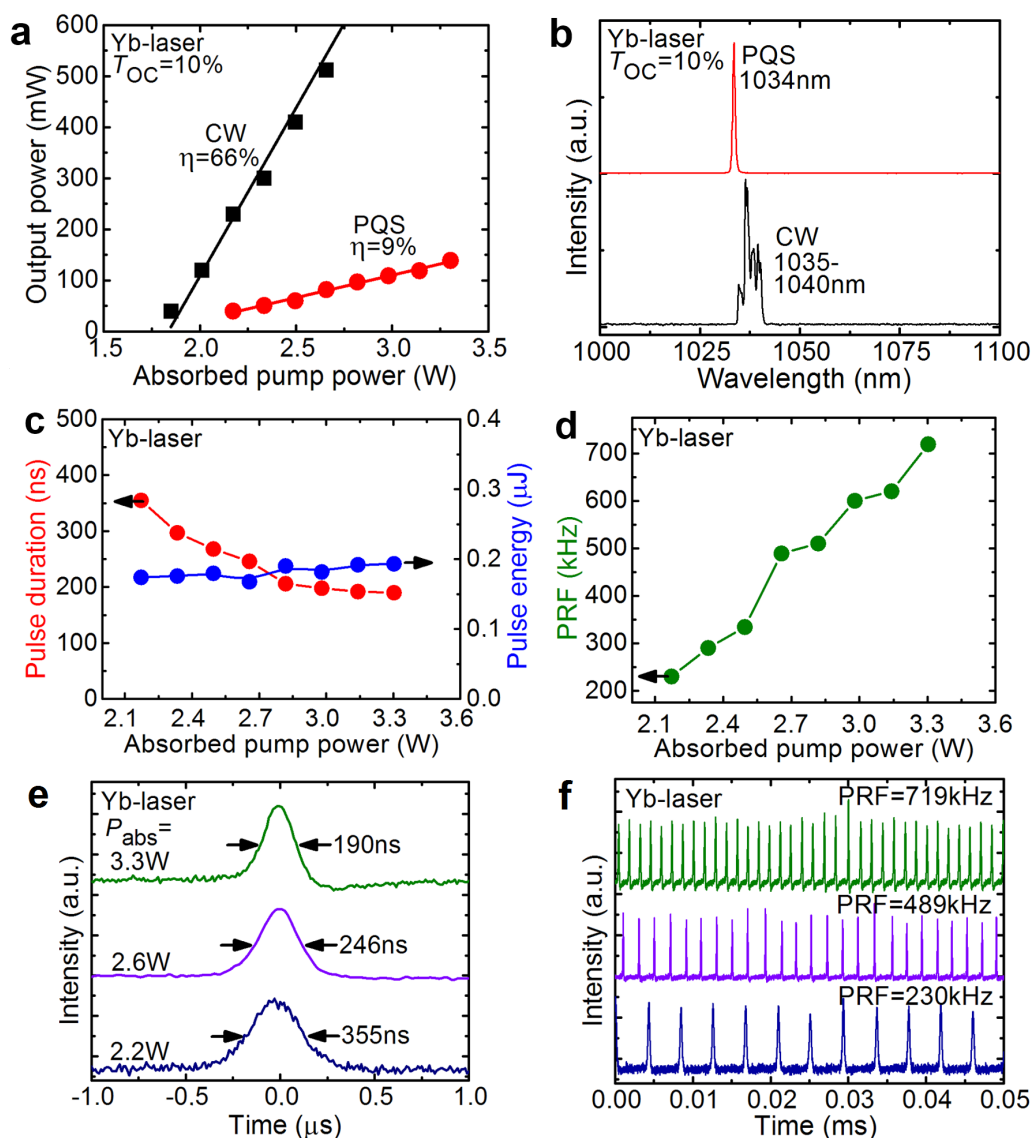 a
Yb-laser
T_OC=10%
CW
η=66%
PQS
η=9%
Output power (mW)
600
500
400
300
200
100
0
1.5 2.0 2.5 3.0 3.5
Absorbed pump power (W)
b
Yb-laser
T_OC=10%
PQS
1034nm
CW
1035-
1040nm
Intensity (a.u.)
1000 1025 1050 1075 1100
Wavelength (nm)
c
Yb-laser
Pulse duration (ns)
500
400
300
200
100
0
0.4
0.3
0.2
0.1
0.0
Pulse energy (μJ)
2.1 2.4 2.7 3.0 3.3 3.6
Absorbed pump power (W)
d
Yb-laser
PRF (kHz)
700
600
500
400
300
200
2.1 2.4 2.7 3.0 3.3 3.6
Absorbed pump power (W)
e
Yb-laser
P_abs=
3.3W
190ns
2.6W
246ns
2.2W
355ns
Intensity (a.u.)
-1.0 -0.5 0.0 0.5 1.0
Time (μs)
f
Yb-laser
PRF=719kHz
PRF=489kHz
PRF=230kHz
Intensity (a.u.)
0.00 0.01 0.02 0.03 0.04 0.05
Time (ms)